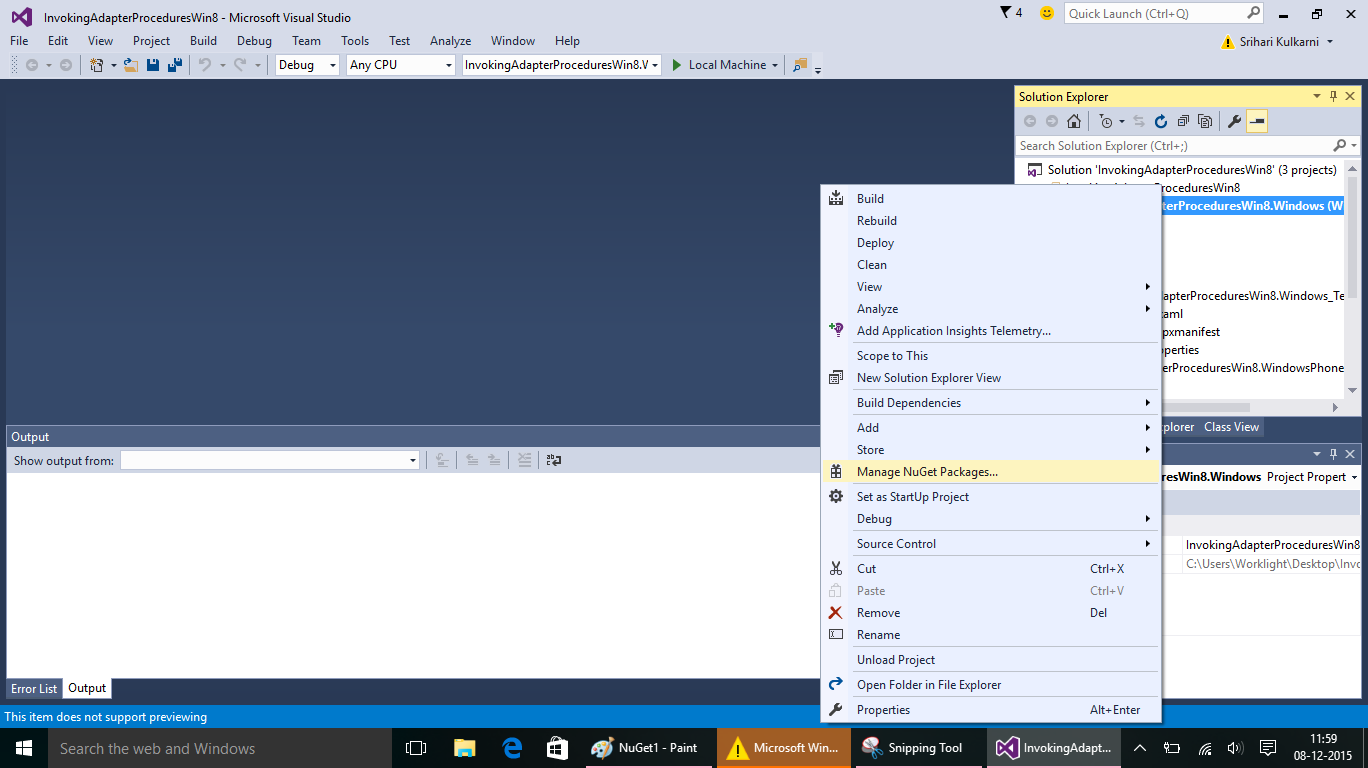 InvokingAdapterProceduresWin8 - Microsoft Visual Studio
4
Quick Launch (Ctrl+Q)
File Edit View Project Build Debug Team Tools Test Analyze Window Help
Srihari Kulkarni
Debug Any CPU InvokingAdapterProceduresWin8.V Local Machine
Solution Explorer
Search Solution Explorer (Ctrl+;)
Solution 'InvokingAdapterProceduresWin8' (3 projects)
ProceduresWin8
terProceduresWin8.Windows (W
apterProceduresWin8.Windows_Te
aml
pxmanifest
perties
erProceduresWin8.WindowsPhone
plorer Class View
resWin8.Windows Project Propert
InvokingAdapterProceduresWin8
C:\Users\Worklight\Desktop\Invo
Build
Rebuild
Deploy
Clean
View
Analyze
Add Application Insights Telemetry...
Scope to This
New Solution Explorer View
Build Dependencies
Add
Store
Manage NuGet Packages...
Set as StartUp Project
Debug
Source Control
Cut Ctrl+X
Paste Ctrl+V
Remove Del
Rename
Unload Project
Open Folder in File Explorer
Properties Alt+Enter
Output
Show output from:
Error List Output
This item does not support previewing
Search the web and Windows
NuGet1 - Paint
Microsoft Win...
Snipping Tool
InvokingAdapt...
11:59
08-12-2015